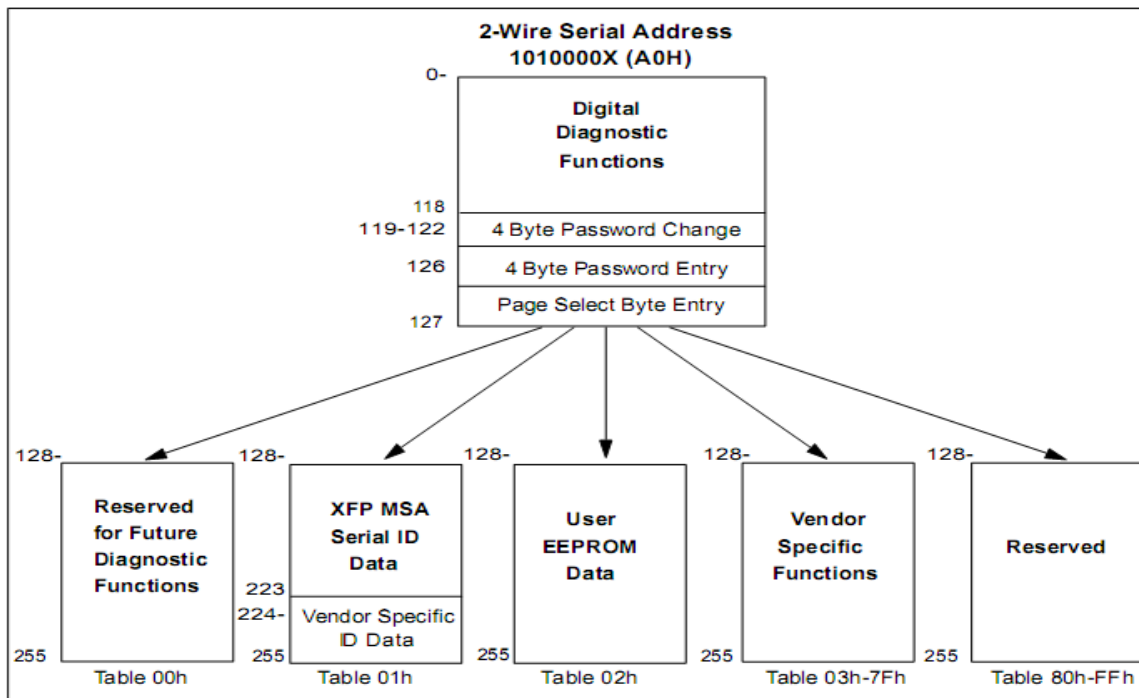 2-Wire Serial Address
1010000X (A0H)
0-
Digital
Diagnostic
Functions
118
119-122
4 Byte Password Change
126
4 Byte Password Entry
Page Select Byte Entry
127
128-
Reserved
for Future
Diagnostic
Functions
255
Table 00h
128-
XFP MSA
Serial ID
Data
223
224-
Vendor Specific
ID Data
255
Table 01h
128-
User
EEPROM
Data
255
Table 02h
128-
Vendor
Specific
Functions
255
Table 03h-7Fh
128-
Reserved
255
Table 80h-FFh